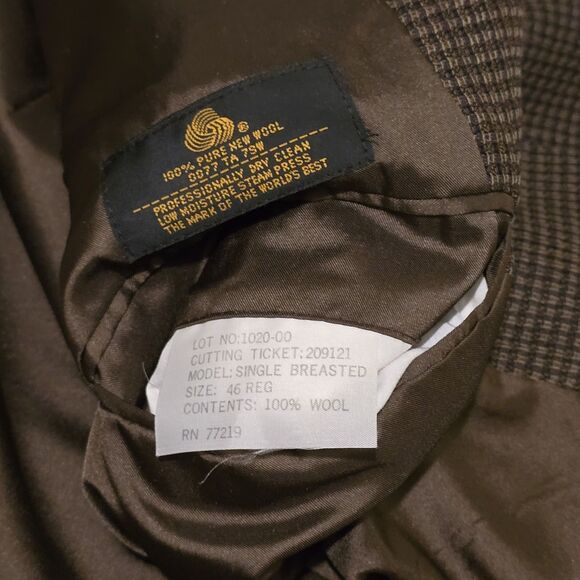 ®
100% PURE NEW WOOL
0077 TA 7SW
PROFESSIONALLY DRY CLEAN
LOW MOISTURE STEAM PRESS
THE MARK OF THE WORLD'S BEST
LOT NO:1020-00
CUTTING TICKET:209121
MODEL:SINGLE BREASTED
SIZE: 46 REG
CONTENTS: 100% WOOL
RN 77219